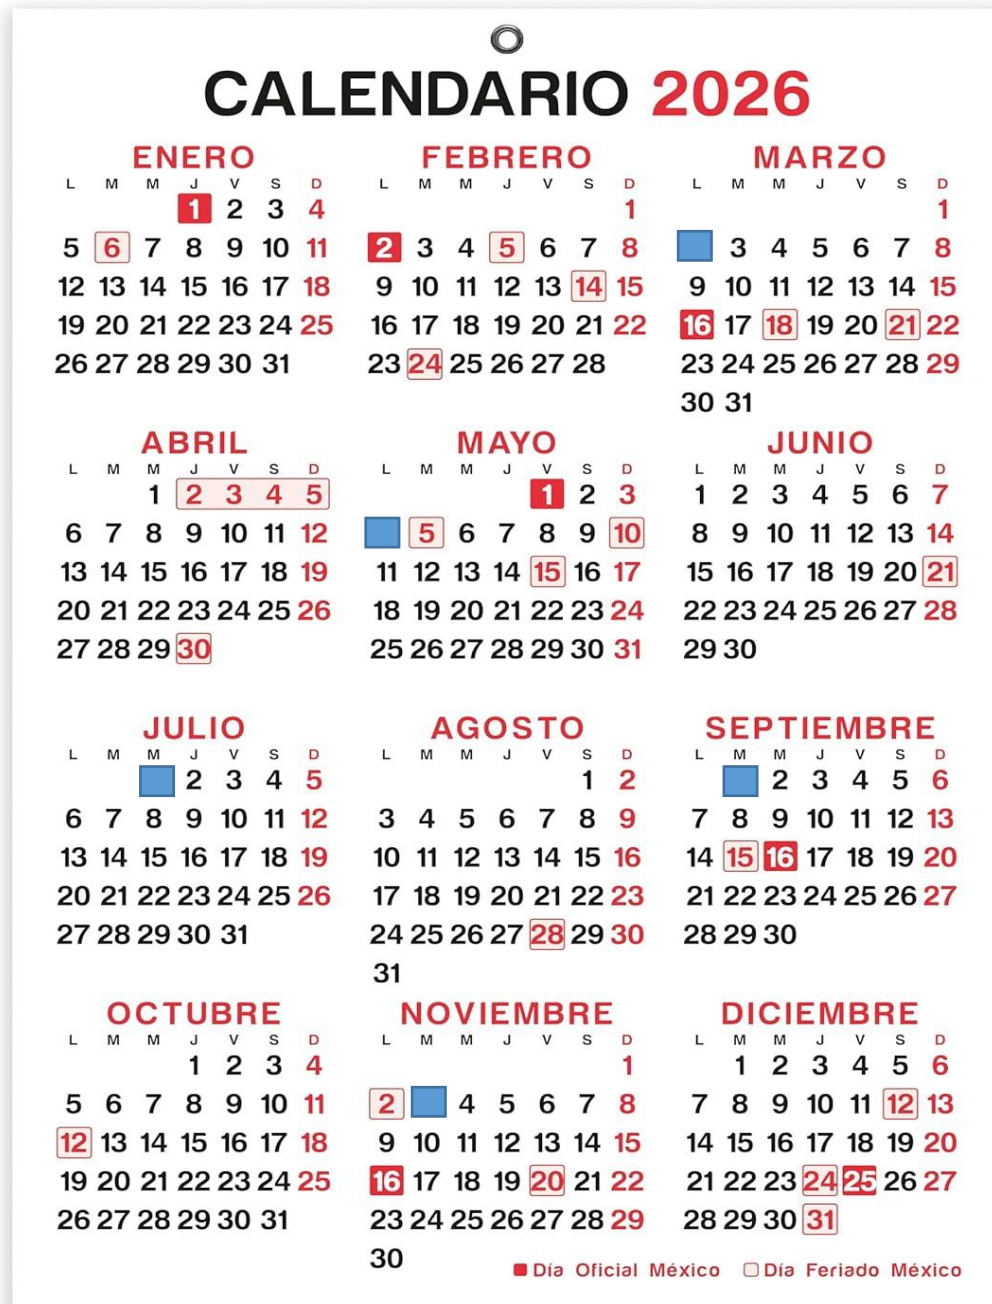 CALENDARIO 2026
ENERO FEBRERO MARZO
L M M J V S D L M M J V S D L M M J V S D
1 2 3 4 1 1
5 6 7 8 9 10 11 2 3 4 5 6 7 8 3 4 5 6 7 8
12 13 14 15 16 17 18 9 10 11 12 13 14 15 9 10 11 12 13 14 15
19 20 21 22 23 24 25 16 17 18 19 20 21 22 16 17 18 19 20 21 22
26 27 28 29 30 31 23 24 25 26 27 28 23 24 25 26 27 28 29
30 31
ABRIL MAYO JUNIO
L M M J V S D L M M J V S D L M M J V S D
1 2 3 4 5 1 2 3 1 2 3 4 5 6 7
6 7 8 9 10 11 12 5 6 7 8 9 10 8 9 10 11 12 13 14
13 14 15 16 17 18 19 11 12 13 14 15 16 17 15 16 17 18 19 20 21
20 21 22 23 24 25 26 18 19 20 21 22 23 24 22 23 24 25 26 27 28
27 28 29 30 25 26 27 28 29 30 31 29 30
JULIO AGOSTO SEPTIEMBRE
L M M J V S D L M M J V S D L M M J V S D
2 3 4 5 1 2 2 3 4 5 6
6 7 8 9 10 11 12 3 4 5 6 7 8 9 7 8 9 10 11 12 13
13 14 15 16 17 18 19 10 11 12 13 14 15 16 14 15 16 17 18 19 20
20 21 22 23 24 25 26 17 18 19 20 21 22 23 21 22 23 24 25 26 27
27 28 29 30 31 24 25 26 27 28 29 30 28 29 30
31
OCTUBRE NOVIEMBRE DICIEMBRE
L M M J V S D L M M J V S D L M M J V S D
1 2 3 4 1 1 2 3 4 5 6
5 6 7 8 9 10 11 2 4 5 6 7 8 7 8 9 10 11 12 13
12 13 14 15 16 17 18 9 10 11 12 13 14 15 14 15 16 17 18 19 20
19 20 21 22 23 24 25 16 17 18 19 20 21 22 21 22 23 24 25 26 27
26 27 28 29 30 31 23 24 25 26 27 28 29 28 29 30 31
30
Día Oficial México Día Feriado México